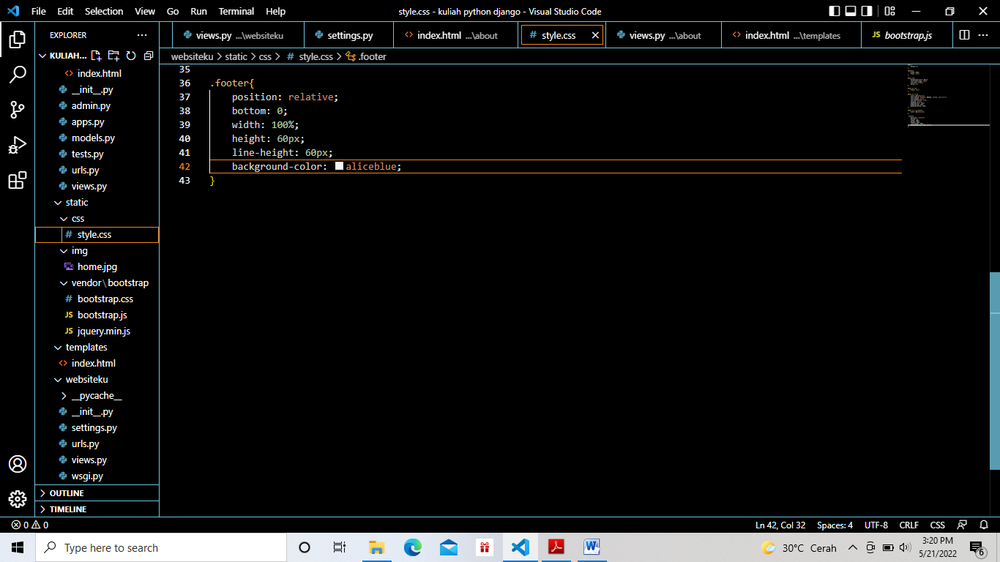 File Edit Selection View Go Run Terminal Help style.css - kuliah python django - Visual Studio Code
EXPLORER ···
views.py ...\websiteku settings.py index.html ...\about # style.css views.py ...\about index.html ...\templates JS bootstrap.js
KULIAH...
websiteku > static > css > # style.css > .footer
index.html
__init__.py
admin.py
apps.py
models.py
tests.py
urls.py
views.py
static
css
# style.css
img
home.jpg
vendor\bootstrap
# bootstrap.css
JS bootstrap.js
JS jquery.min.js
templates
index.html
websiteku
__pycache__
__init__.py
settings.py
urls.py
views.py
wsgi.py
OUTLINE
TIMELINE
35
36 .footer{
37 position: relative;
38 bottom: 0;
39 width: 100%;
40 height: 60px;
41 line-height: 60px;
42 background-color: aliceblue;
43 }
0 0 Ln 42, Col 32 Spaces: 4 UTF-8 CRLF CSS
Type here to search 30°C Cerah 3:20 PM
5/21/2022 6